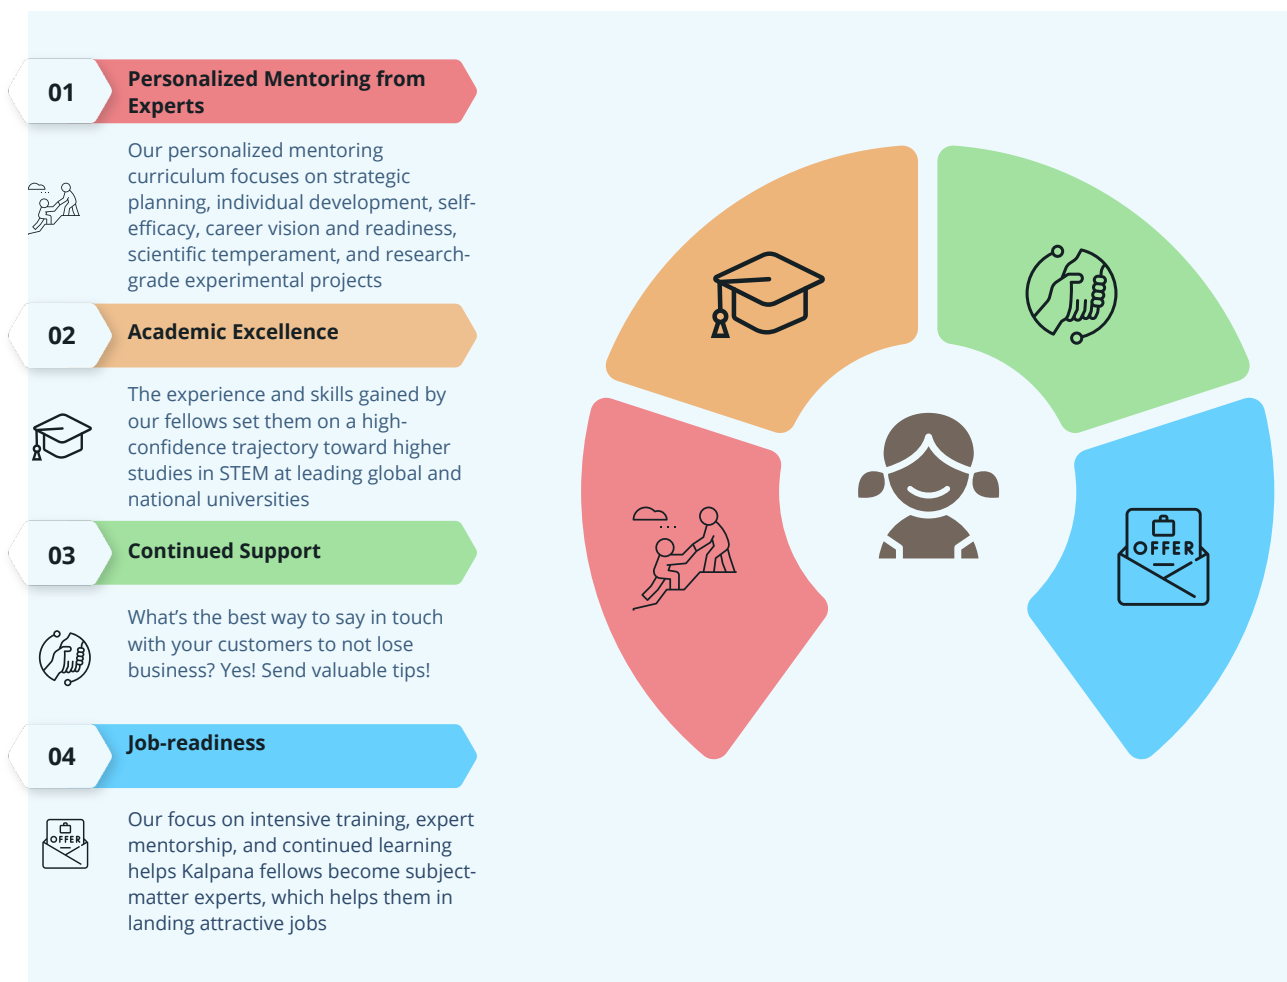 01
Personalized Mentoring from
Experts
Our personalized mentoring
curriculum focuses on strategic
planning, individual development, self-
efficacy, career vision and readiness,
scientific temperament, and research-
grade experimental projects
02
Academic Excellence
The experience and skills gained by
our fellows set them on a high-
confidence trajectory toward higher
studies in STEM at leading global and
national universities
03
Continued Support
What's the best way to say in touch
with your customers to not lose
business? Yes! Send valuable tips!
04
Job-readiness
OFFER
Our focus on intensive training, expert
mentorship, and continued learning
helps Kalpana fellows become subject-
matter experts, which helps them in
landing attractive jobs
OFFER